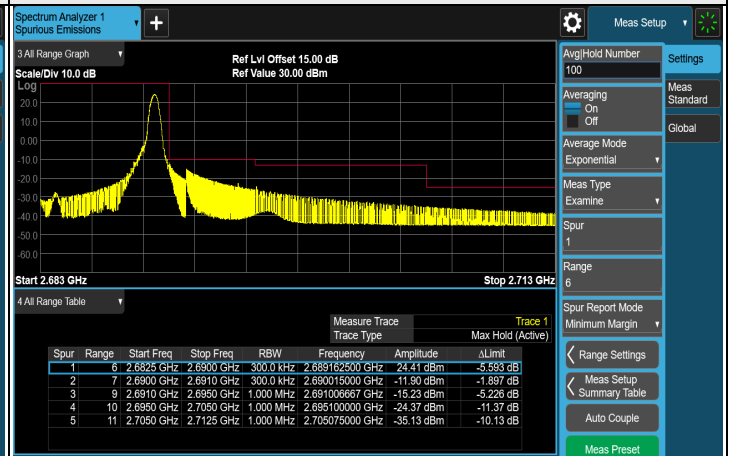 Spectrum Analyzer 1
Spurious Emissions
Meas Setup
3 All Range Graph
Ref Lvl Offset 15.00 dB
Scale/Div 10.0 dB
Ref Value 30.00 dBm
Log
20.0
10.0
0.00
-10.0
-20.0
-30.0
-40.0
-50.0
-60.0
Start 2.683 GHz
Stop 2.713 GHz
4 All Range Table
Measure Trace Trace 1
Trace Type Max Hold (Active)
Spur Range Start Freq Stop Freq RBW Frequency Amplitude ΔLimit
1 6 2.6825 GHz 2.6900 GHz 300.0 kHz 2.689162500 GHz 24.41 dBm -5.593 dB
2 7 2.6900 GHz 2.6910 GHz 300.0 kHz 2.690015000 GHz -11.90 dBm -1.897 dB
3 9 2.6910 GHz 2.6950 GHz 1.000 MHz 2.691006667 GHz -15.23 dBm -5.226 dB
4 10 2.6950 GHz 2.7050 GHz 1.000 MHz 2.695100000 GHz -24.37 dBm -11.37 dB
5 11 2.7050 GHz 2.7125 GHz 1.000 MHz 2.705075000 GHz -35.13 dBm -10.13 dB
Avg|Hold Number
100
Averaging
On
Off
Average Mode
Exponential
Meas Type
Examine
Spur
1
Range
6
Spur Report Mode
Minimum Margin
Range Settings
Meas Setup
Summary Table
Auto Couple
Meas Preset
Settings
Meas
Standard
Global